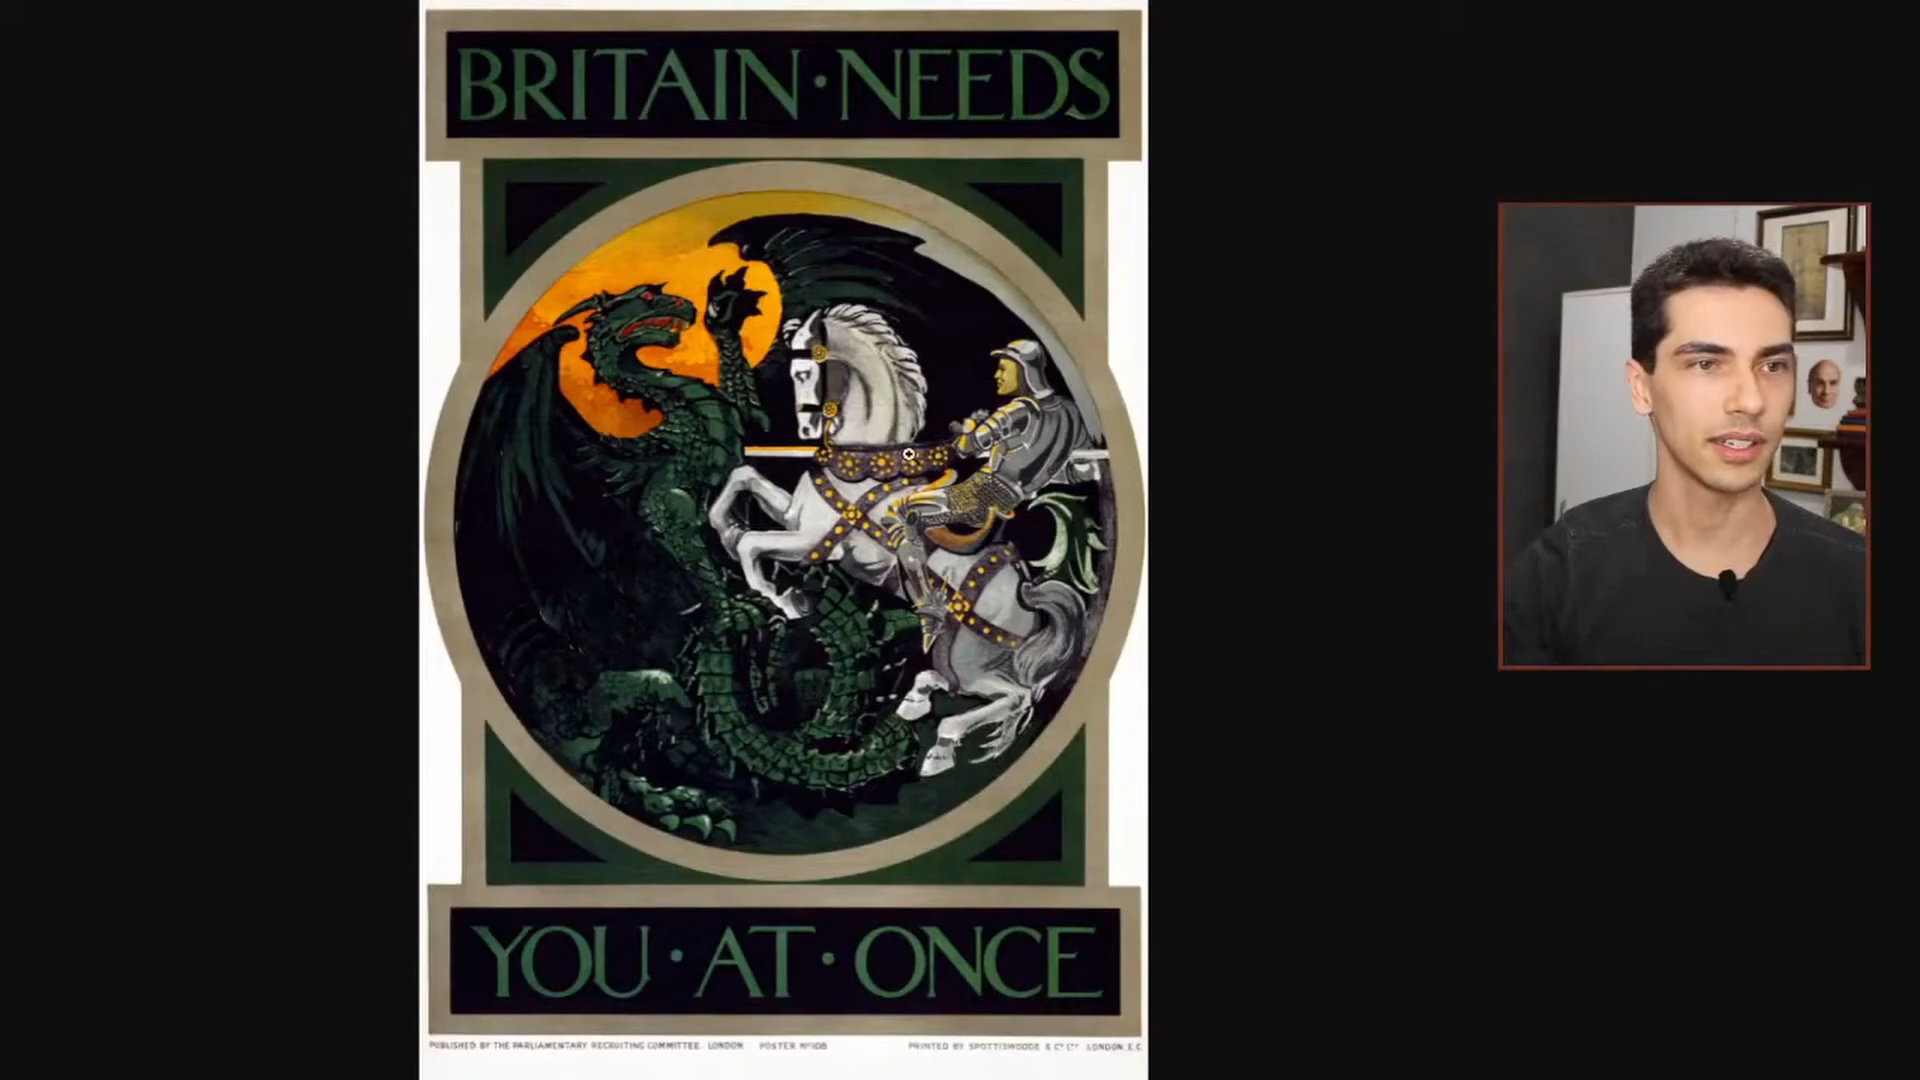 BRITAIN·NEEDS
YOU·AT·ONCE
PUBLISHED BY THE PARLIAMENTARY RECRUITING COMMITTEE. LONDON POSTER Nº108 PRINTED BY SPOTTISWOODE & Cº Lᵀᴰ LONDON. E.C.